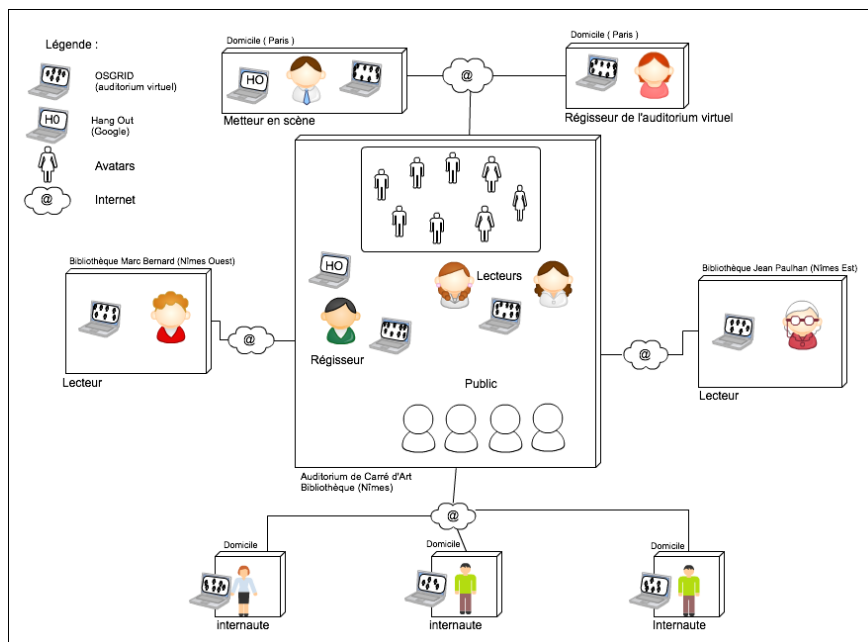 Légende :
OSGRID
(auditorium virtuel)
HO
Hang Out
(Google)
Avatars
@
Internet
Domicile ( Paris )
HO
Metteur en scène
@
Domicile (Paris)
Régisseur de l'auditorium virtuel
Bibliothèque Marc Bernard (Nîmes Ouest)
Lecteur
@
HO
Régisseur
Lecteurs
Public
Auditorium de Carré d'Art
Bibliothèque (Nîmes)
@
Bibliothèque Jean Paulhan (Nîmes Est)
Lecteur
@
Domicile
internaute
Domicile
internaute
Domicile
Internaute